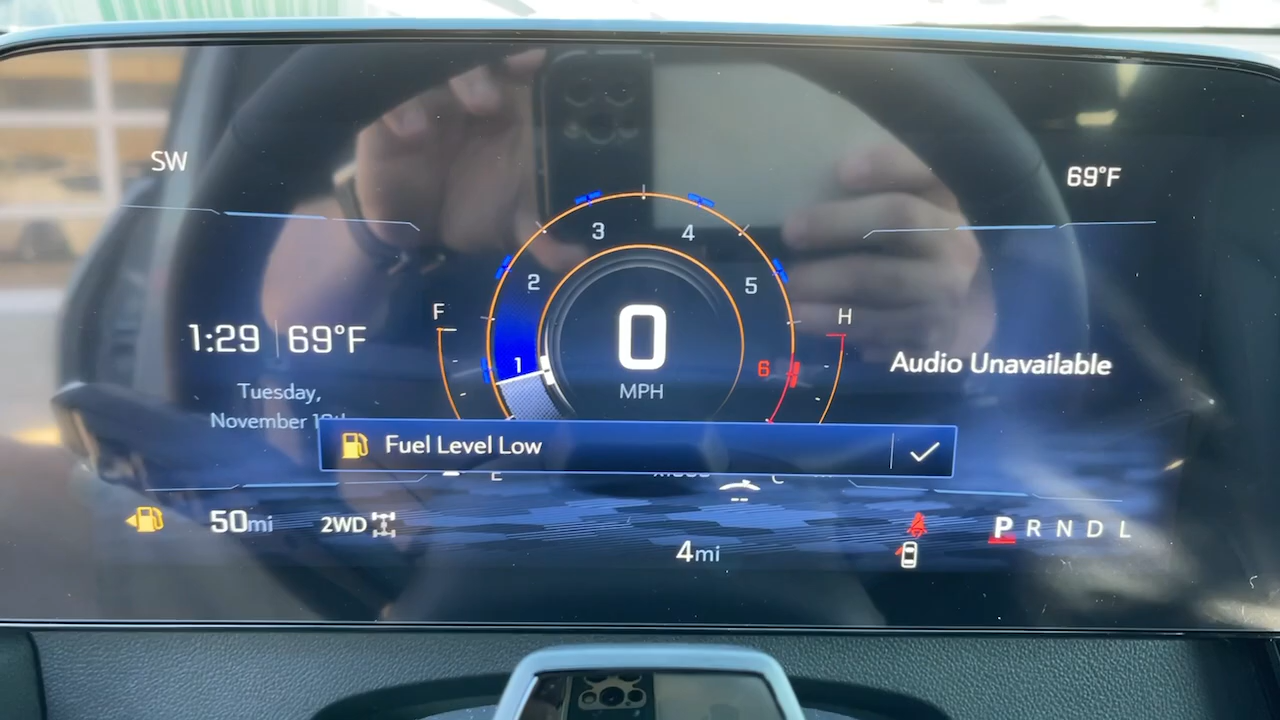 SW
69°F
3 4
2 5
F H
1:29 69°F
0
1 6
Audio Unavailable
MPH
Tuesday,
November
Fuel Level Low
E C
50mi 2WD P R N D L
4mi